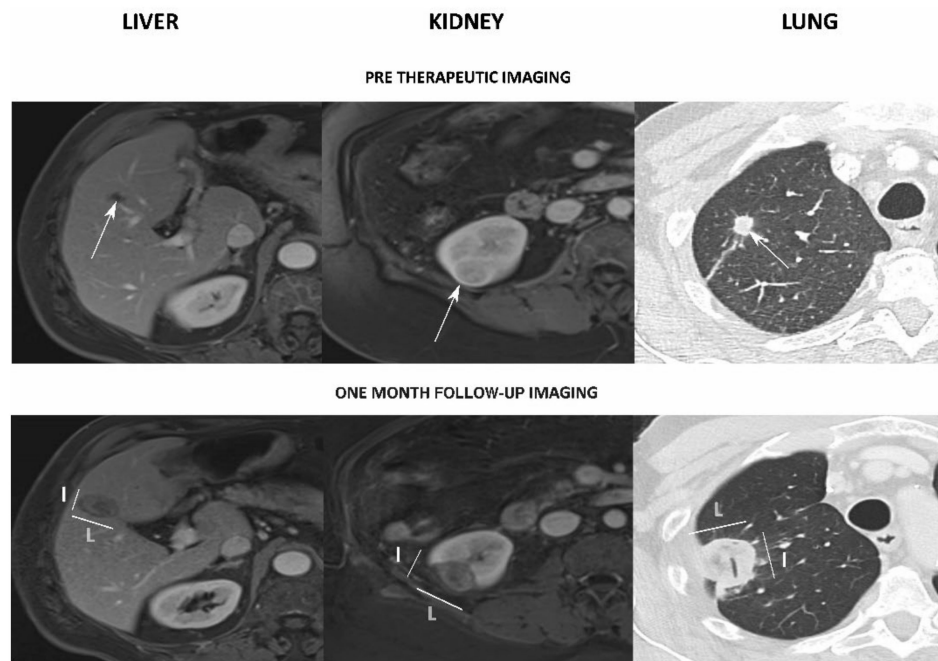 LIVER KIDNEY LUNG
PRE THERAPEUTIC IMAGING
ONE MONTH FOLLOW-UP IMAGING
I
L
I
L
L
I